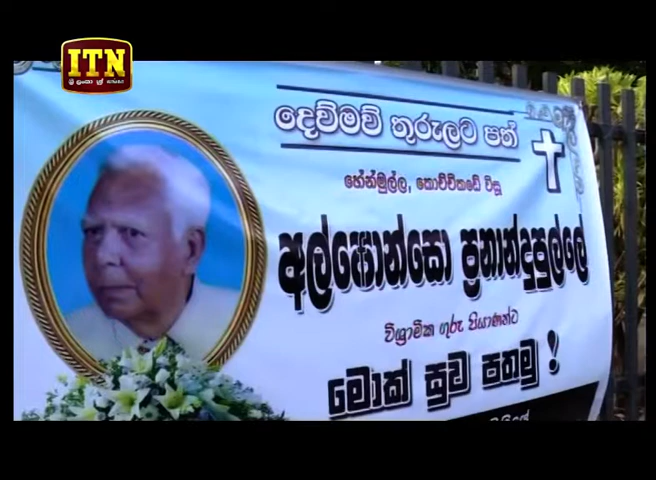 ITN
දෙව්මව් තුරුලට පත්
හේන්මුල්ල, කොච්චිකඩේ විසූ
අල්ෆොන්සො ප්‍රනාන්දුපුල්ලේ
විශ්‍රාමික ගුරු පියාණන්ට
මොක් සුව පතමු !